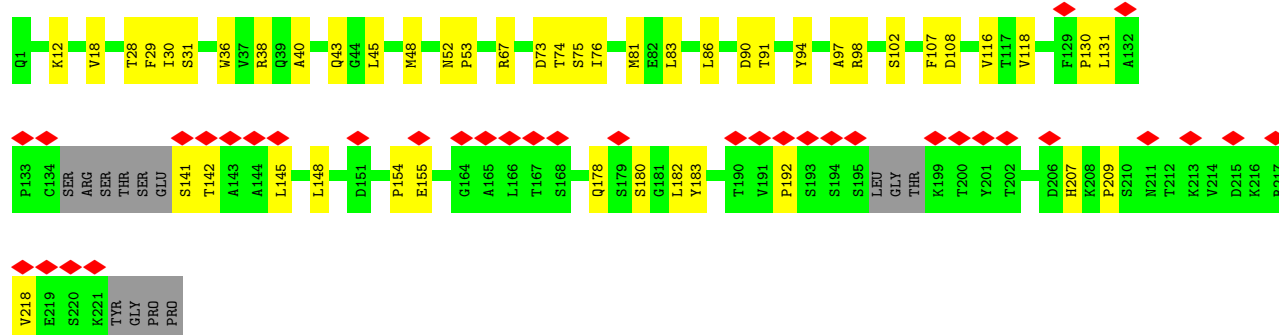 Q1 K12 V18 T28 F29 I30 S31 W36 V37 R38 Q39 A40 Q43 G44 L45 M48 N52 P53 R67 D73 T74 S75 I76 M81 E82 L83 L86 D90 T91 Y94 A97 R98 S102 F107 D108 V116 T117 V118 F129 P130 L131 A132
P133 C134 SER ARG SER THR SER GLU S141 T142 A143 A144 L145 L148 D151 P154 E155 G164 A165 L166 T167 S168 Q178 S179 S180 G181 L182 Y183 T190 V191 P192 S193 S194 S195 LEU GLY THR K199 T200 Y201 T202 D206 H207 K208 P209 S210 N211 T212 K213 V214 D215 K216 R217
V218 E219 S220 K221 TYR GLY PRO PRO